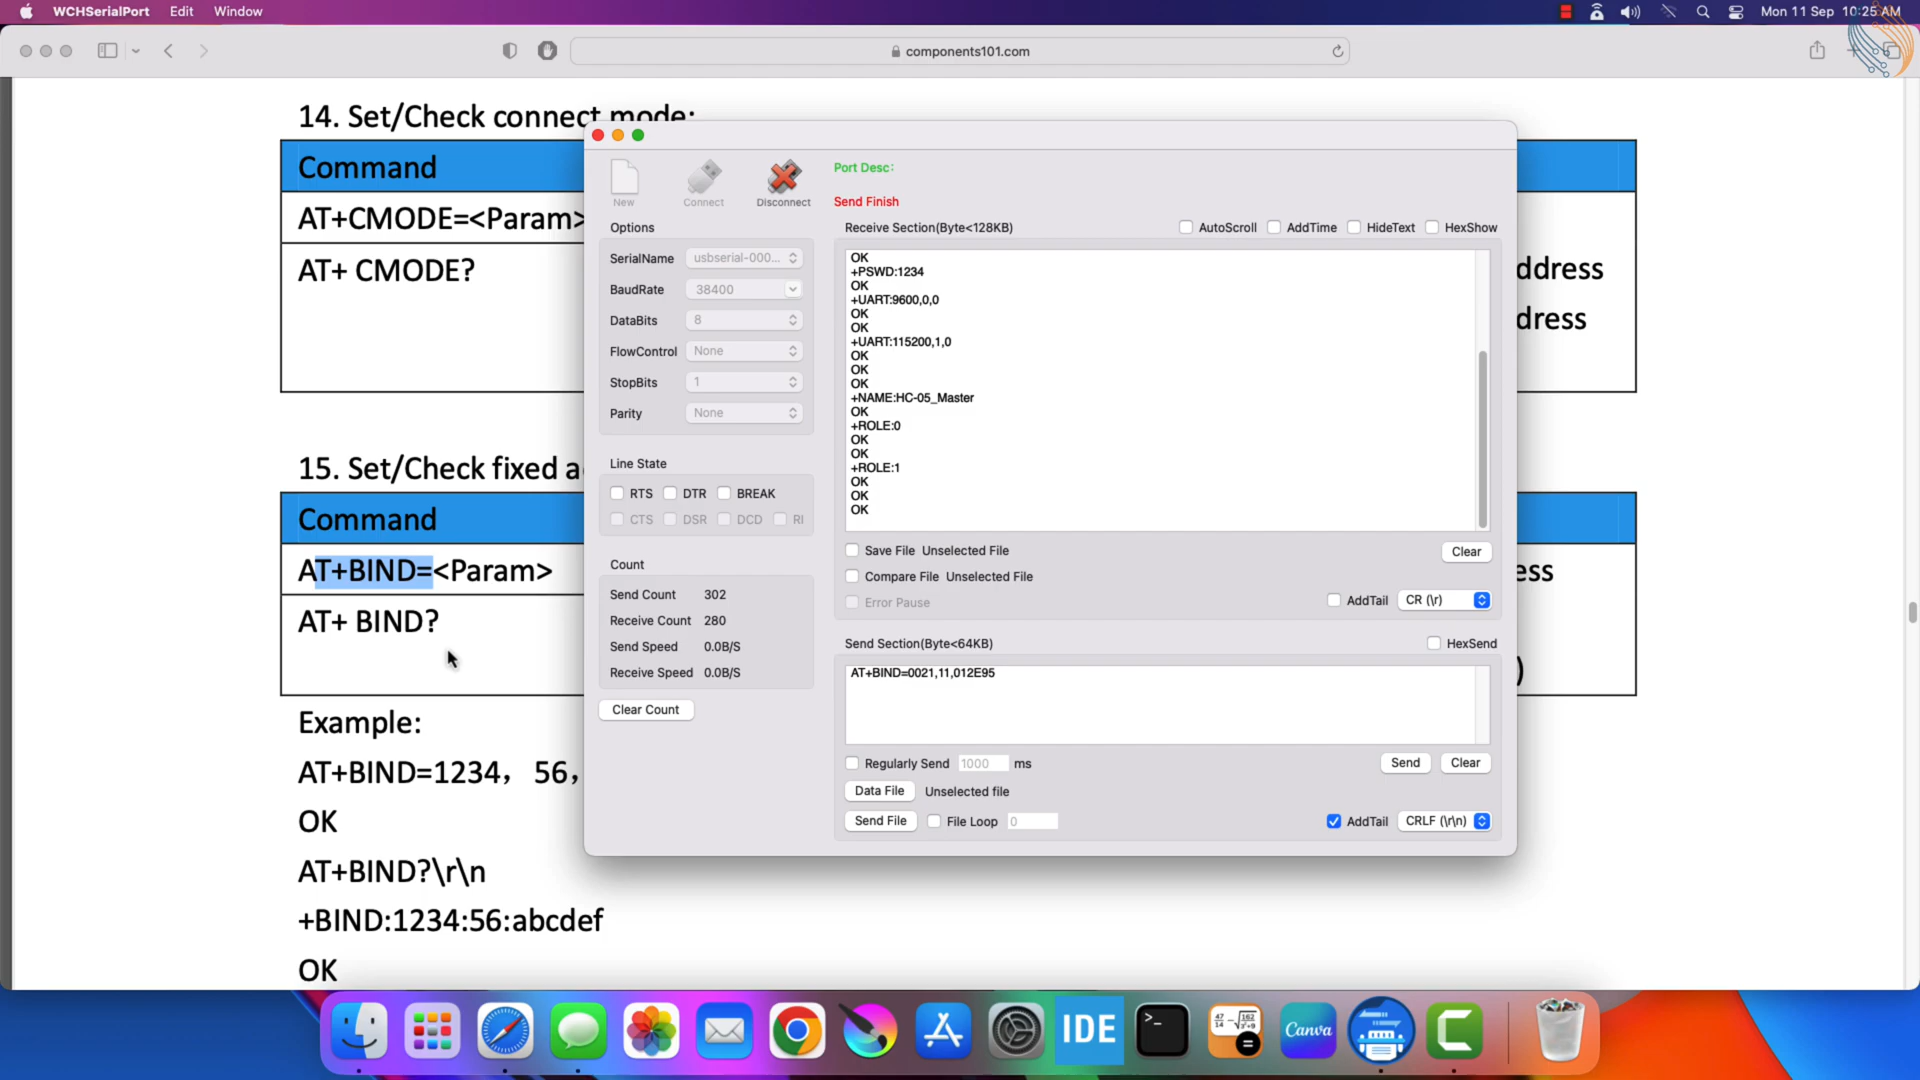 WCHSerialPort Edit Window
Mon 11 Sep 10:25 AM
components101.com
14. Set/Check connect mode:
Command
AT+CMODE=<Param>
AT+ CMODE?
ddress
dress
15. Set/Check fixed a
Command
AT+BIND=<Param>
ess
AT+ BIND?
)
Example:
AT+BIND=1234，56，
OK
AT+BIND?\r\n
+BIND:1234:56:abcdef
OK
New
Connect
Disconnect
Port Desc:
Send Finish
Options
SerialName usbserial-000...
BaudRate 38400
DataBits 8
FlowControl None
StopBits 1
Parity None
Line State
RTS DTR BREAK
CTS DSR DCD RI
Count
Send Count 302
Receive Count 280
Send Speed 0.0B/S
Receive Speed 0.0B/S
Clear Count
Receive Section(Byte<128KB)
AutoScroll AddTime HideText HexShow
OK
+PSWD:1234
OK
+UART:9600,0,0
OK
OK
+UART:115200,1,0
OK
OK
OK
+NAME:HC-05_Master
OK
+ROLE:0
OK
OK
+ROLE:1
OK
OK
OK
Save File Unselected File
Clear
Compare File Unselected File
Error Pause
AddTail CR (\r)
Send Section(Byte<64KB)
HexSend
AT+BIND=0021,11,012E95
Regularly Send 1000 ms
Send Clear
Data File Unselected file
Send File File Loop 0
AddTail CRLF (\r\n)
IDE
>_
Canva